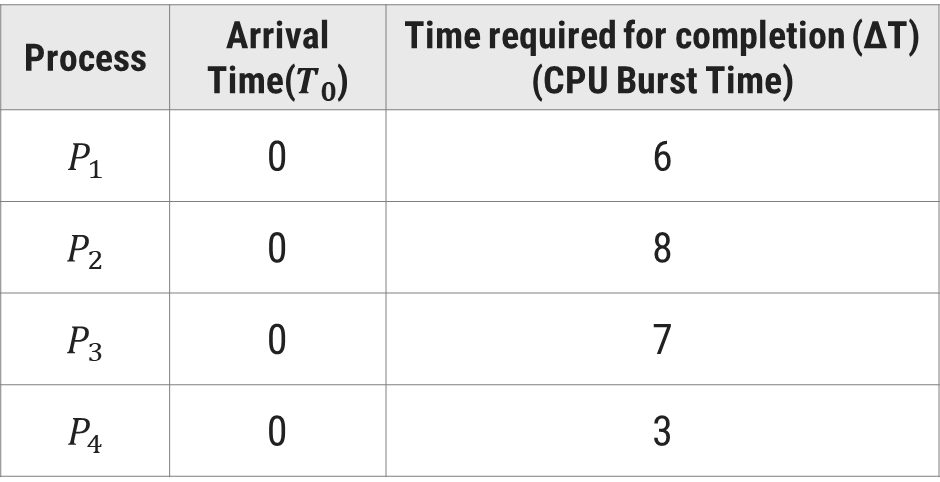 Process
Arrival
Time(T₀)
Time required for completion (ΔT)
(CPU Burst Time)
P₁ 0 6
P₂ 0 8
P₃ 0 7
P₄ 0 3